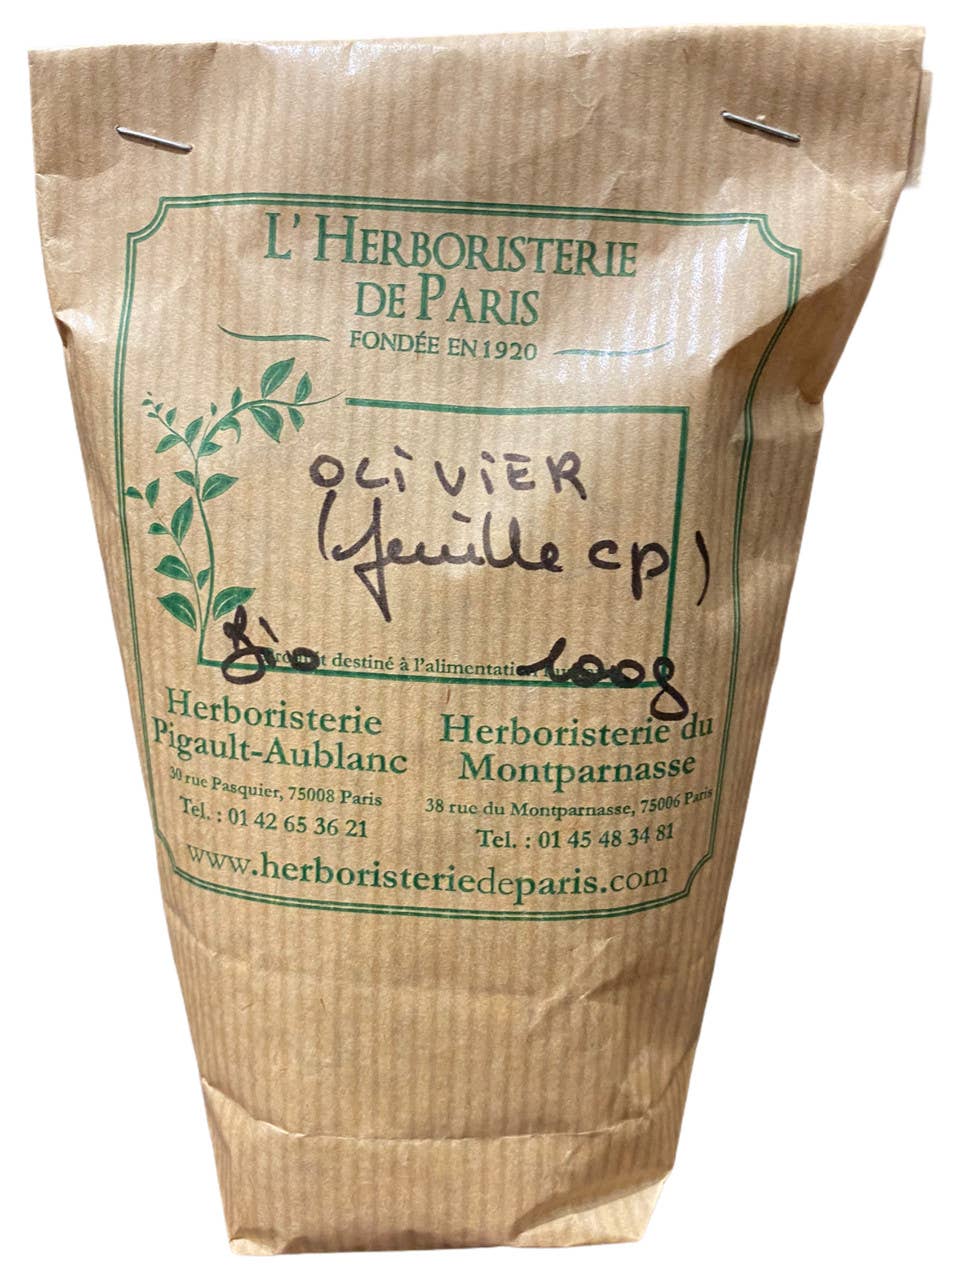 L'HERBORISTERIE
DE PARIS
FONDÉE EN 1920
OLIVIER
(feuille cp)
Bio 100g
destiné à l'alimentation
Herboristerie
Pigault-Aublanc
30 rue Pasquier, 75008 Paris
Tel. : 01 42 65 36 21
Herboristerie du
Montparnasse
38 rue du Montparnasse, 75006 Paris
Tel. : 01 45 48 34 81
www.herboristeriedeparis.com